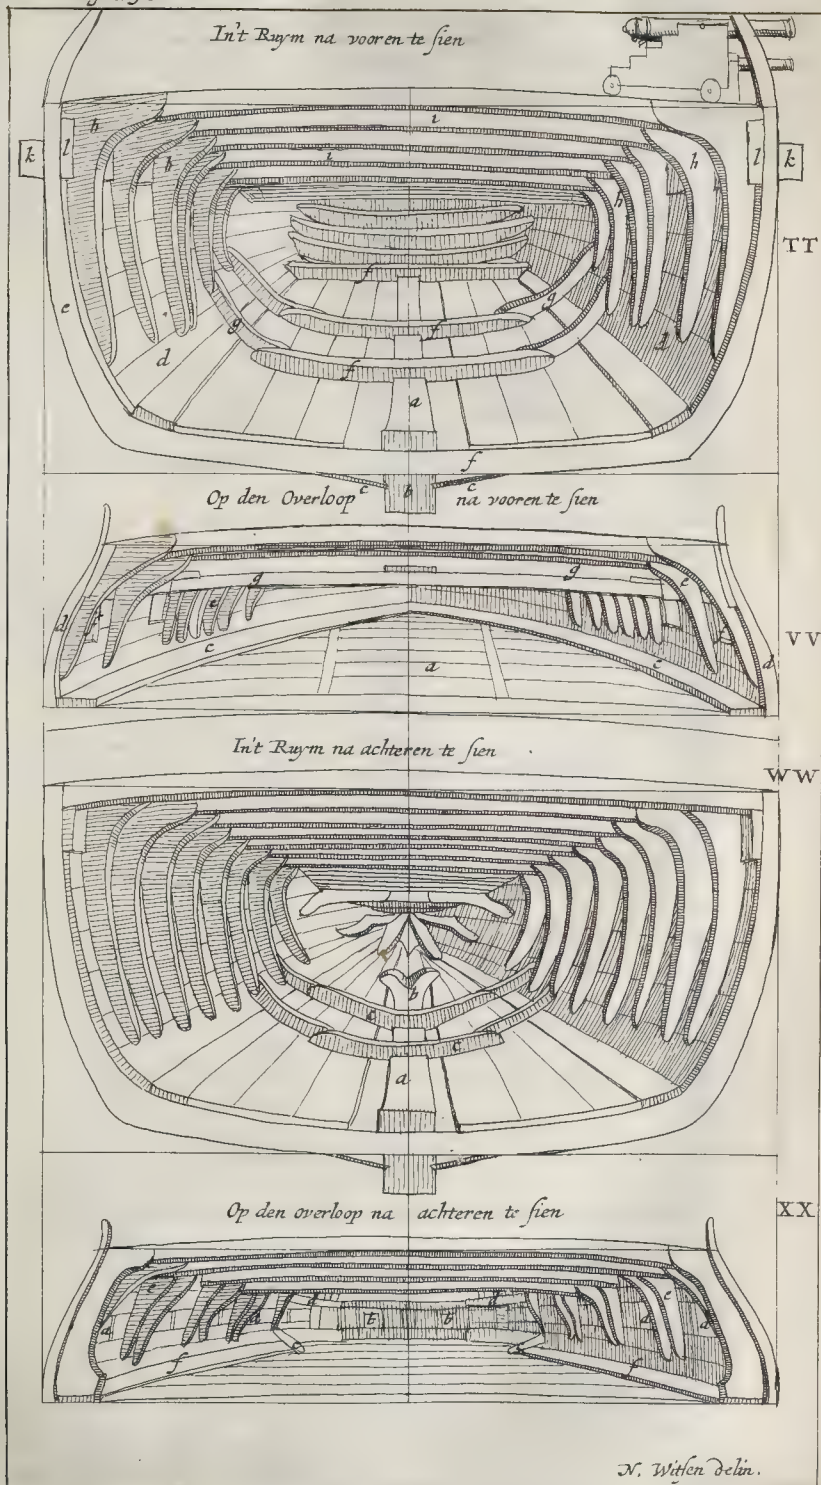 In't Ruym na vooren te sien
i
h
l
k
h
i
h
h
l
k
TT
f
e
g
g
f
d
f
d
a
f
c
b
c
Op den Overloop na vooren te sien
g
g
e
d
e
VV
c
c
d
a
In't Ruym na achteren te sien
WW
b
c
c
a
Op den overloop na achteren te sien
XX
e
e
d
d
f
f
N. Witsen delin.